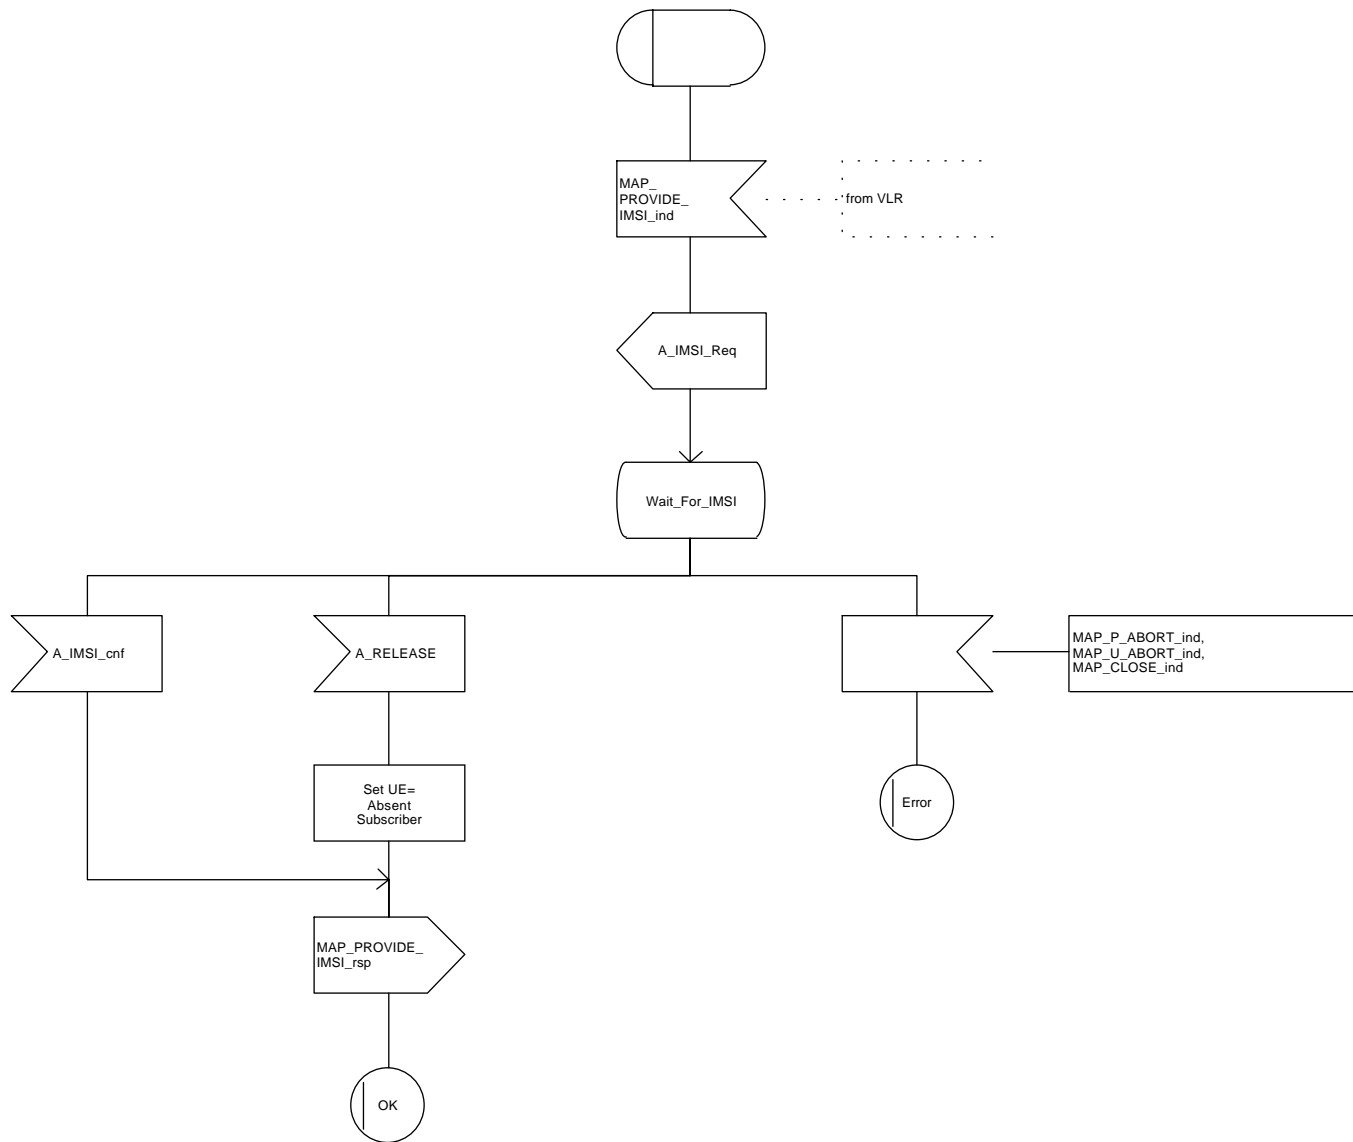 MAP_
PROVIDE_
IMSI_ind
from VLR
A_IMSI_Req
Wait_For_IMSI
A_IMSI_cnf
A_RELEASE
MAP_P_ABORT_ind,
MAP_U_ABORT_ind,
MAP_CLOSE_ind
Set UE=
Absent
Subscriber
Error
MAP_PROVIDE_
IMSI_rsp
OK